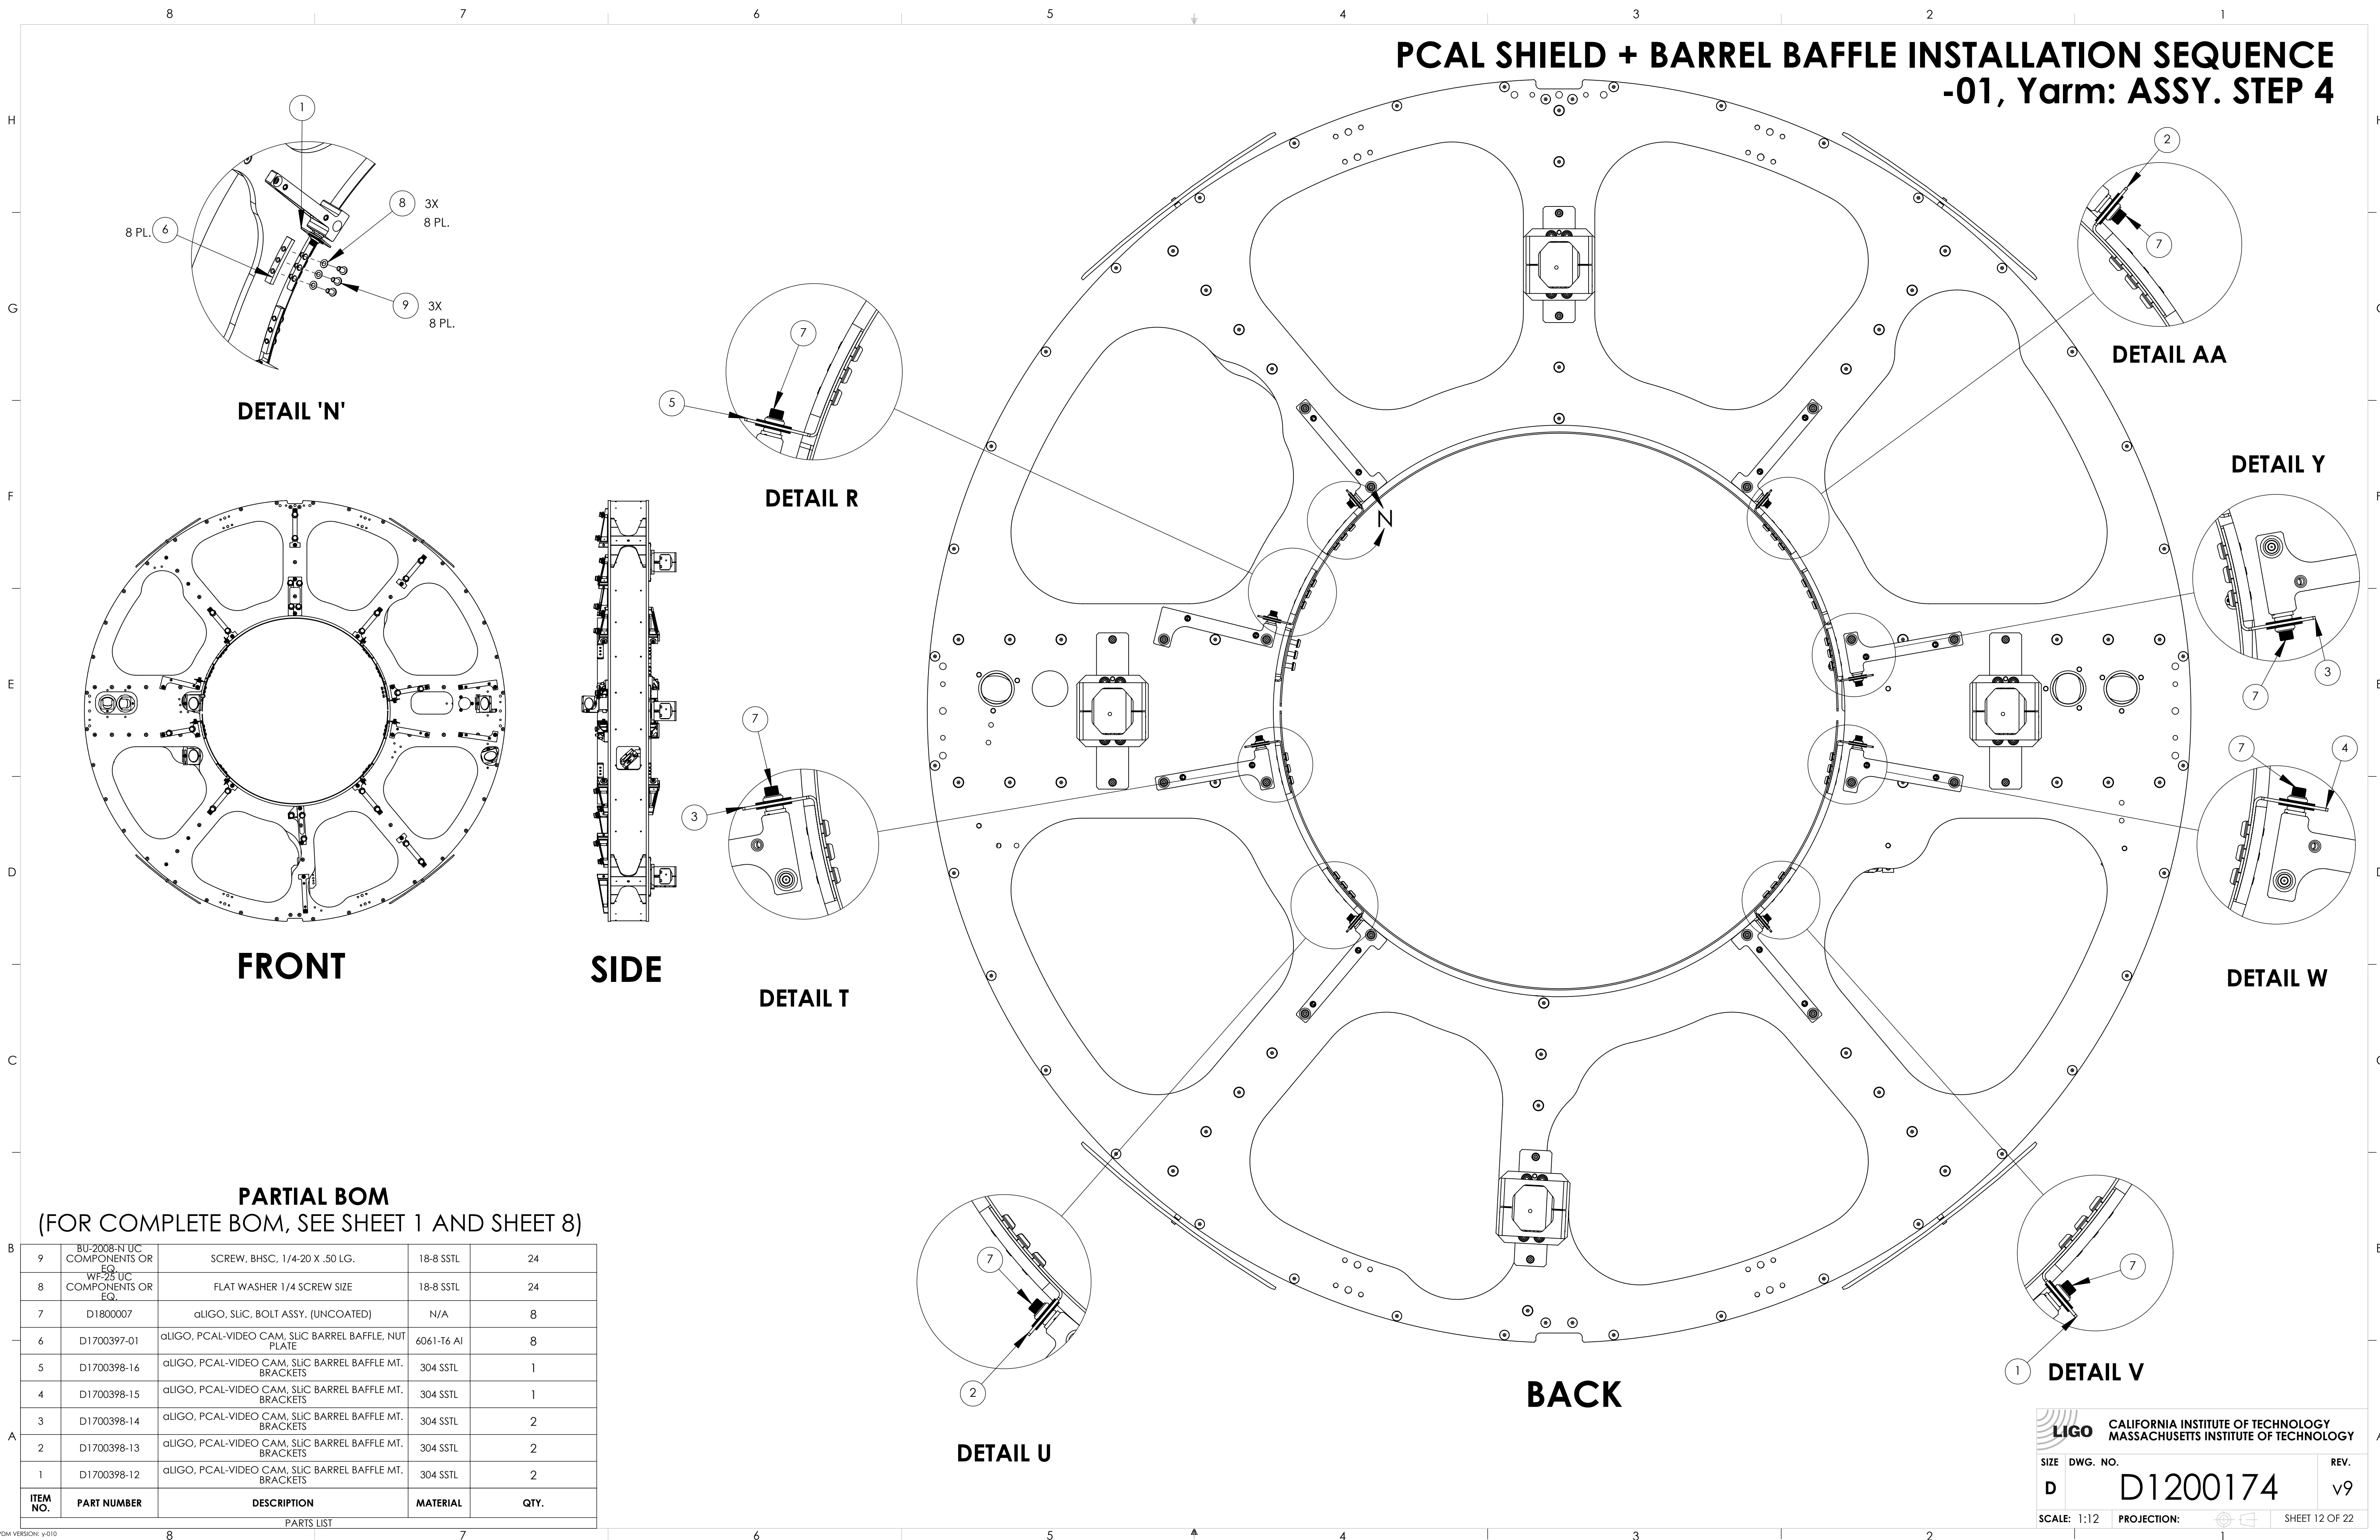 8 7 6 5 4 3 2 1
PCAL SHIELD + BARREL BAFFLE INSTALLATION SEQUENCE
-01, Yarm: ASSY. STEP 4
H
G
F
E
D
C
B
A
1
8 3X
8 PL.
8 PL. 6
9 3X
8 PL.
DETAIL 'N'
7
5
DETAIL R
2
7
DETAIL AA
N
DETAIL Y
3
7
7
3
DETAIL T
7 4
DETAIL W
FRONT
SIDE
BACK
7
2
DETAIL U
7
1
DETAIL V
PARTIAL BOM
(FOR COMPLETE BOM, SEE SHEET 1 AND SHEET 8)
9 BU-2008-N UC COMPONENTS OR EQ. SCREW, BHSC, 1/4-20 X .50 LG. 18-8 SSTL 24
8 WF-25 UC COMPONENTS OR EQ. FLAT WASHER 1/4 SCREW SIZE 18-8 SSTL 24
7 D1800007 aLIGO, SLiC, BOLT ASSY. (UNCOATED) N/A 8
6 D1700397-01 aLIGO, PCAL-VIDEO CAM, SLiC BARREL BAFFLE, NUT PLATE 6061-T6 Al 8
5 D1700398-16 aLIGO, PCAL-VIDEO CAM, SLiC BARREL BAFFLE MT. BRACKETS 304 SSTL 1
4 D1700398-15 aLIGO, PCAL-VIDEO CAM, SLiC BARREL BAFFLE MT. BRACKETS 304 SSTL 1
3 D1700398-14 aLIGO, PCAL-VIDEO CAM, SLiC BARREL BAFFLE MT. BRACKETS 304 SSTL 2
2 D1700398-13 aLIGO, PCAL-VIDEO CAM, SLiC BARREL BAFFLE MT. BRACKETS 304 SSTL 2
1 D1700398-12 aLIGO, PCAL-VIDEO CAM, SLiC BARREL BAFFLE MT. BRACKETS 304 SSTL 2
ITEM NO. PART NUMBER DESCRIPTION MATERIAL QTY.
PARTS LIST
LIGO
CALIFORNIA INSTITUTE OF TECHNOLOGY
MASSACHUSETTS INSTITUTE OF TECHNOLOGY
SIZE DWG. NO. REV.
D D1200174 v9
SCALE: 1:12 PROJECTION: SHEET 12 OF 22
VERSION: y-010
8 7 6 5 4 3 2 1